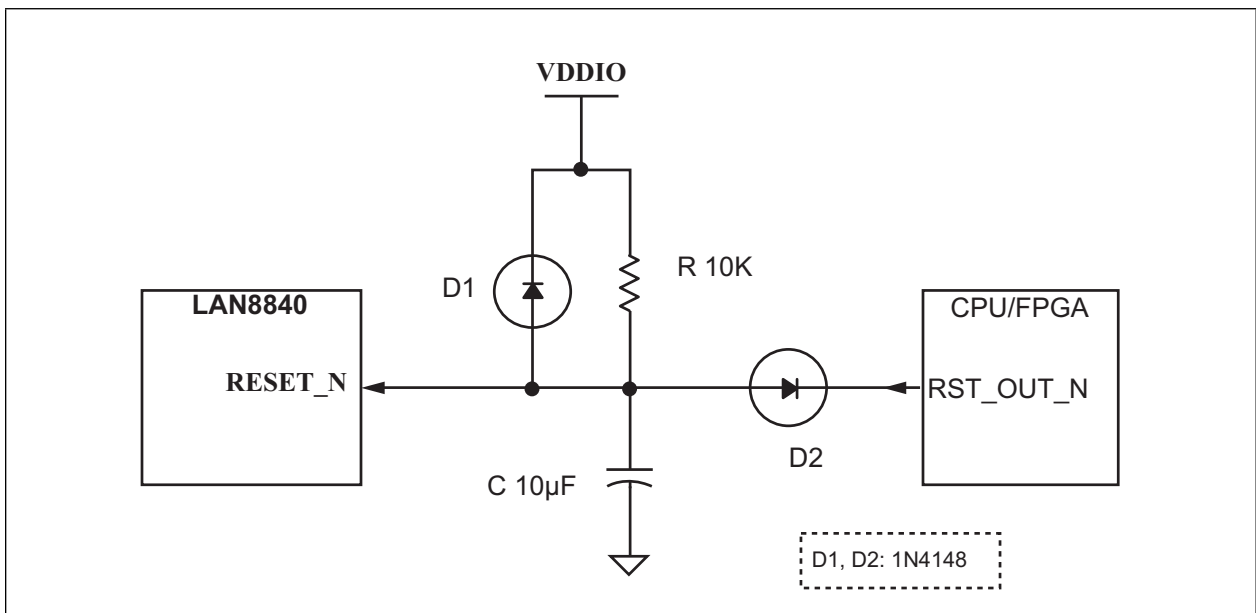 VDDIO
D1
R 10K
LAN8840
RESET_N
CPU/FPGA
RST_OUT_N
D2
C 10µF
D1, D2: 1N4148